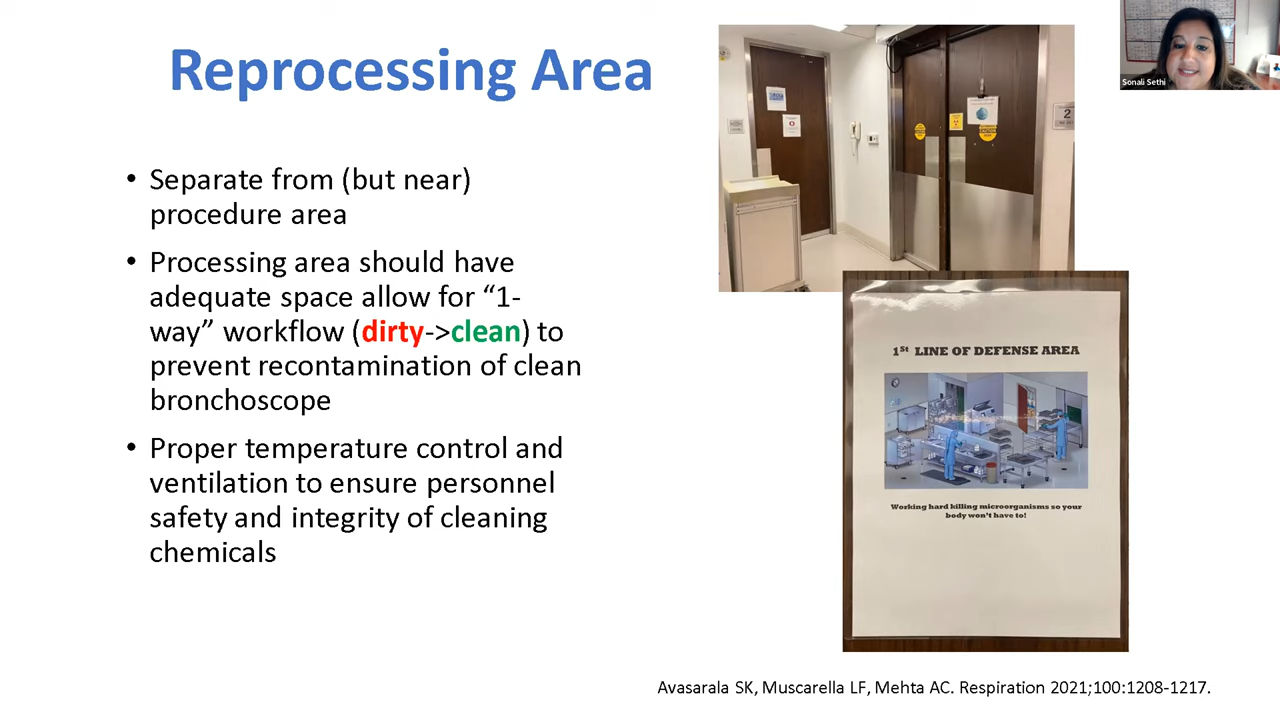 Reprocessing Area
Sonali Sethi
• Separate from (but near)
procedure area
• Processing area should have
adequate space allow for “1-
way” workflow (dirty->clean) to
prevent recontamination of clean
bronchoscope
• Proper temperature control and
ventilation to ensure personnel
safety and integrity of cleaning
chemicals
2
1St LINE OF DEFENSE AREA
Working hard killing microorganisms so your
body won't have to!
Avasarala SK, Muscarella LF, Mehta AC. Respiration 2021;100:1208-1217.